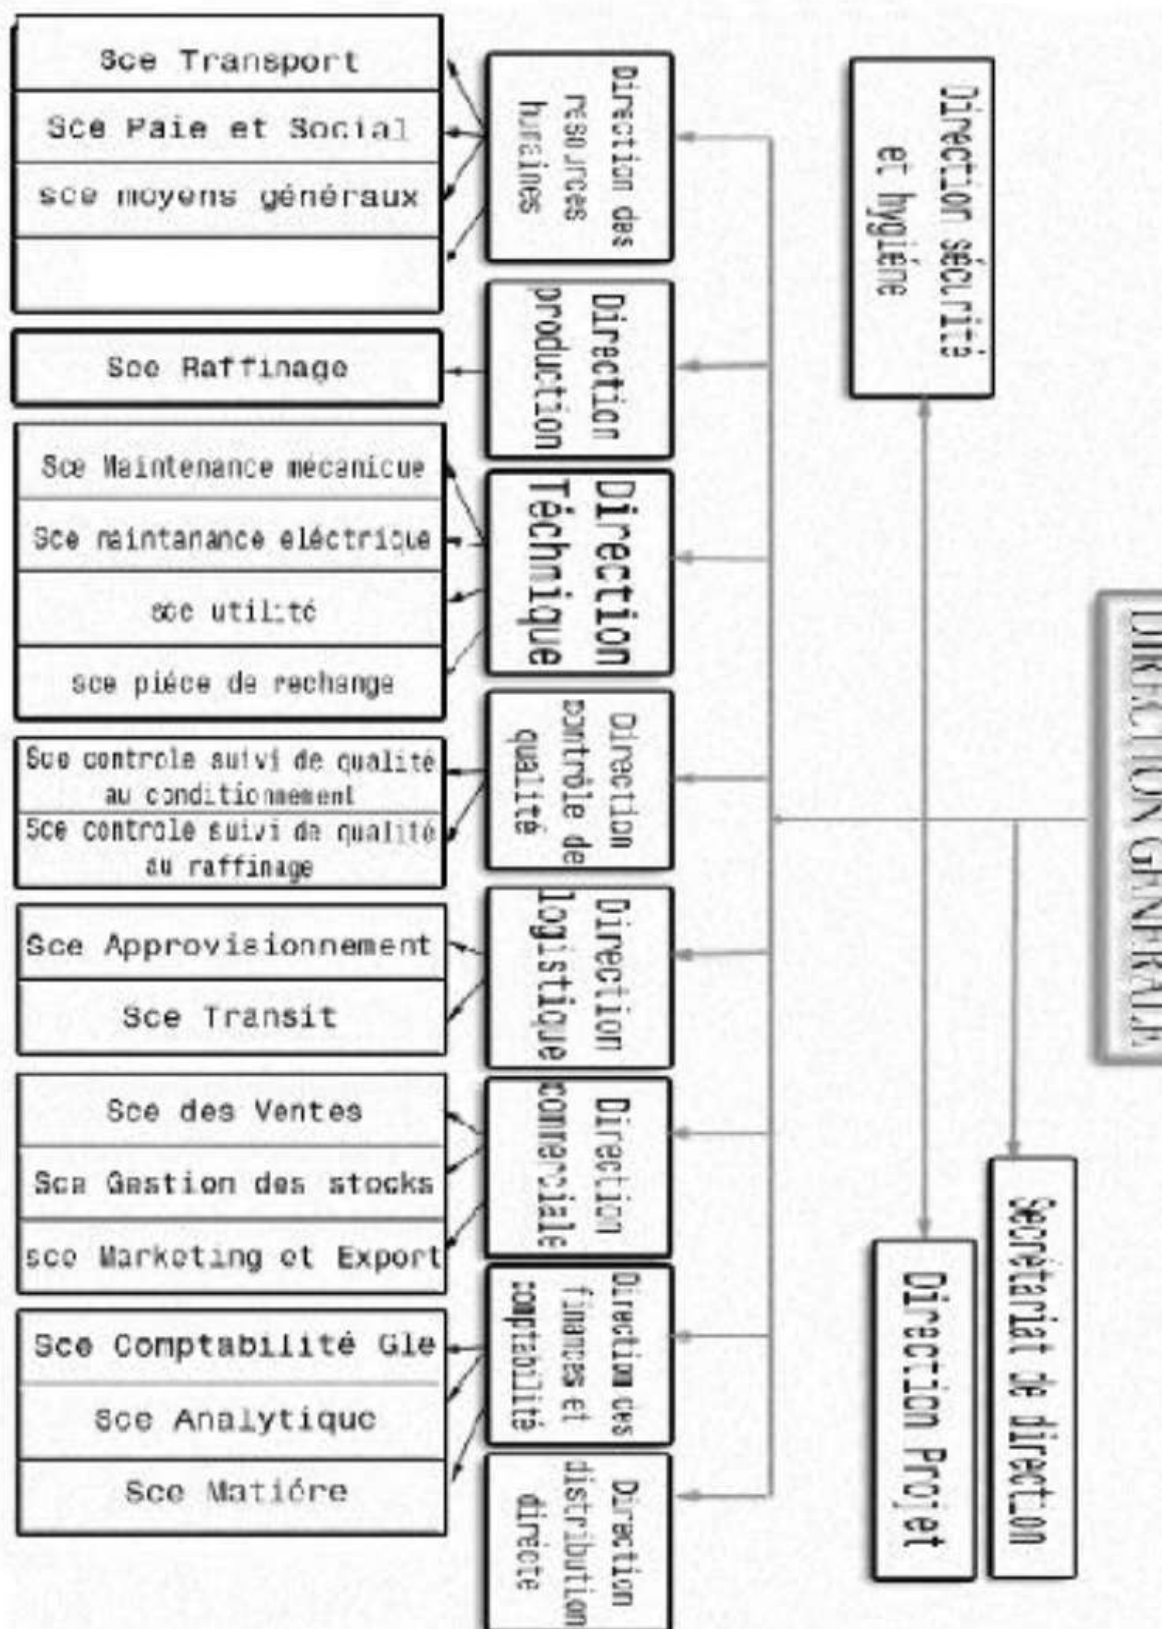 DIRECTION GENERALE
Secrétariat de direction
Direction sécurité
et hygiéne
Direction Projet
Direction des
resources
humaines
Sce Transport
Sce Paie et Social
sce moyens généraux
Direction
production
Sce Raffinage
Direction
Téchnique
Sce Maintenance mécanique
Sce maintanance eléctrique
sce utilité
sce piéce de rechange
Direction
contrôle de
qualité
Sce controle suivi de qualité
au conditionnement
Sce controle suivi de qualité
au raffinage
Direction
logistique
Sce Approvisionnement
Sce Transit
Direction
commerciale
Sce des Ventes
Sce Gestion des stocks
sce Marketing et Export
Direction des
finances et
comptabilité
Sce Comptabilité Gle
Sce Analytique
Sce Matiére
Direction
distribution
directe